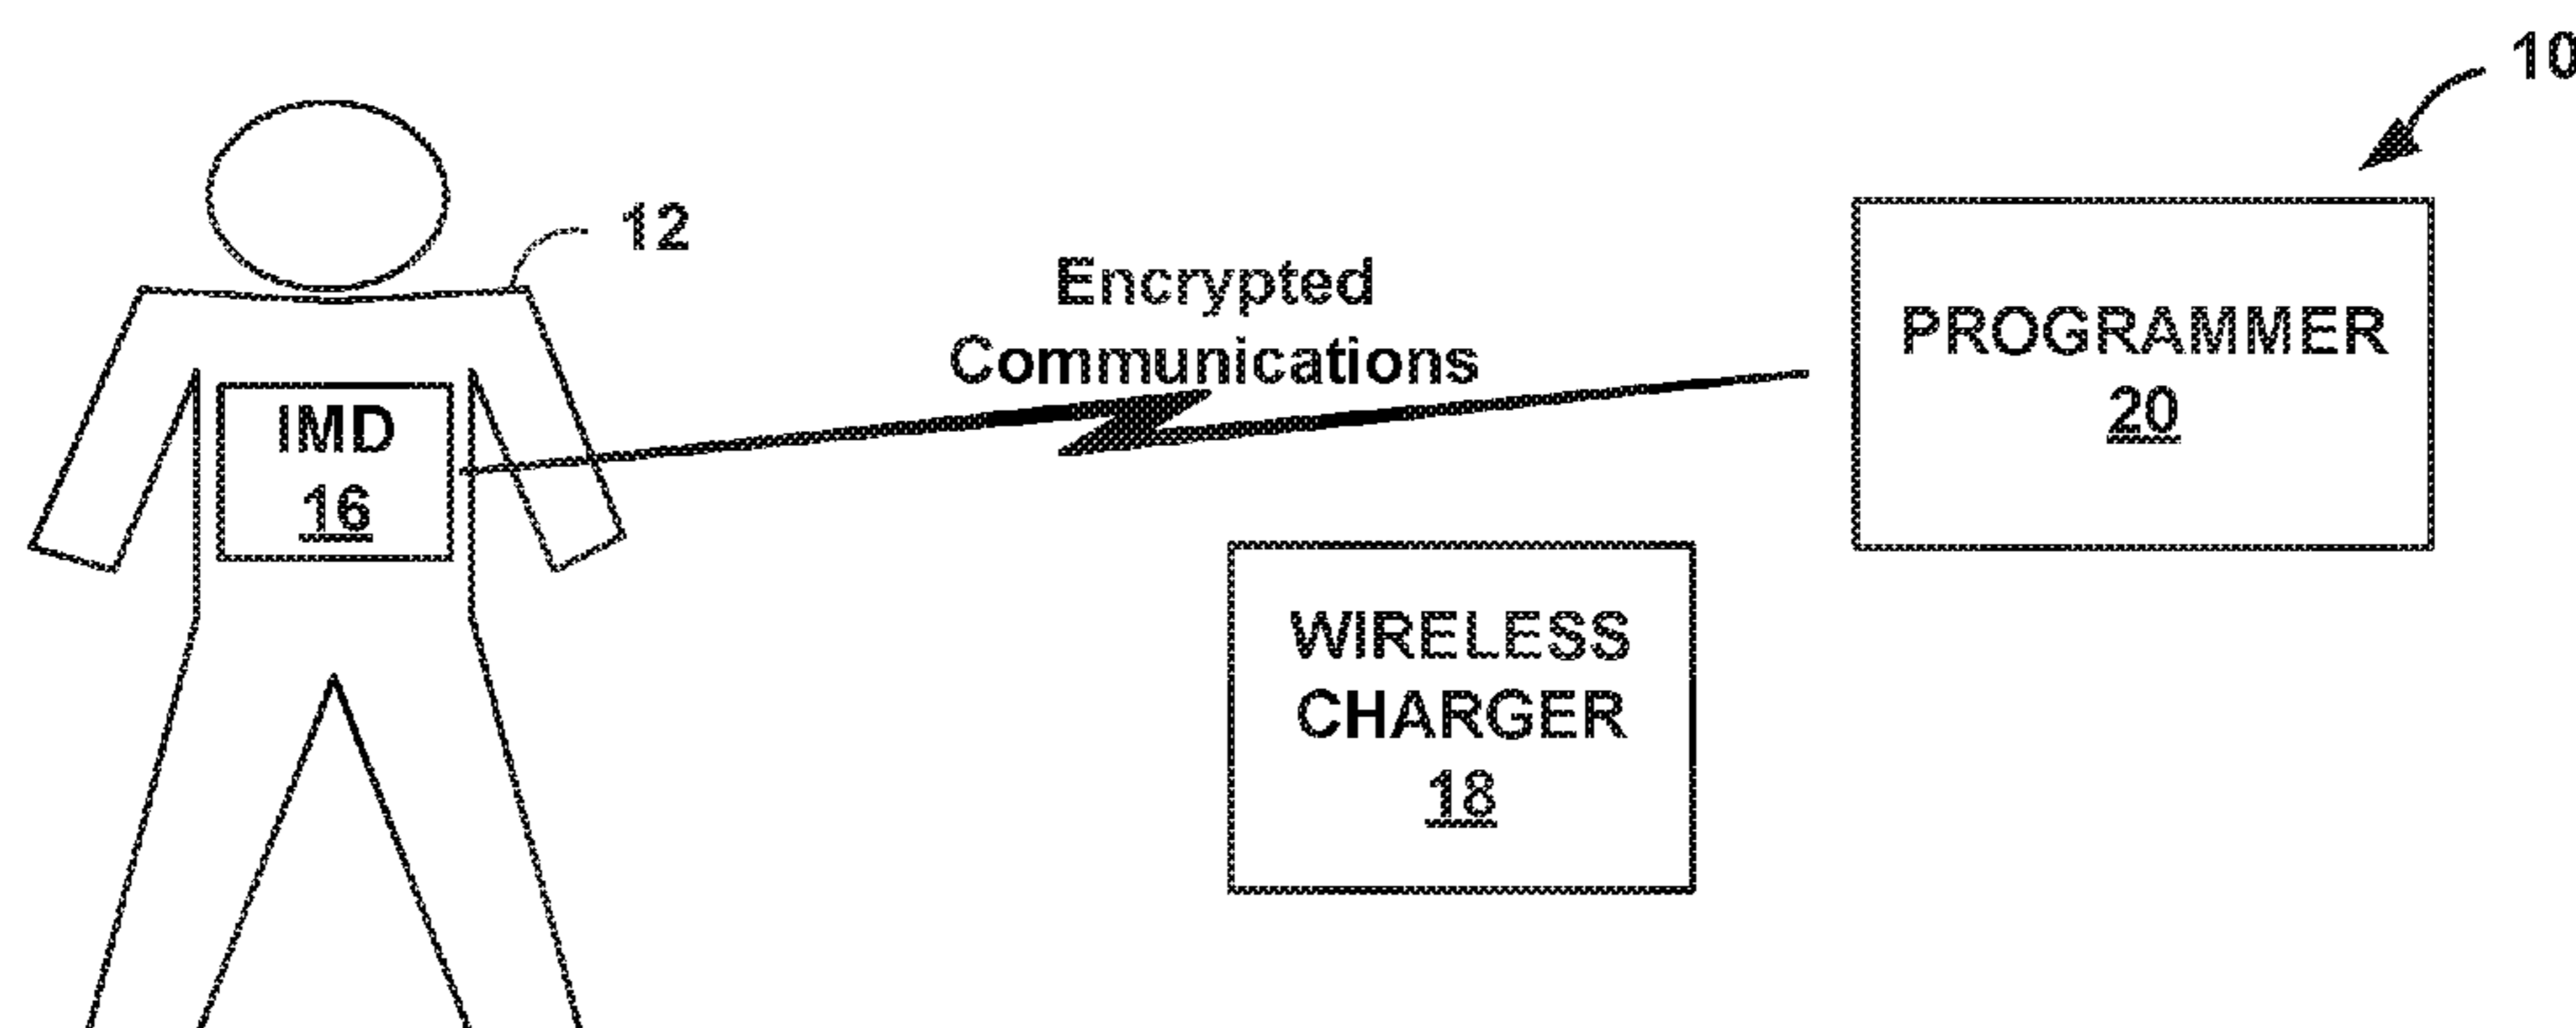 10
12
Encrypted
Communications
PROGRAMMER
20
IMD
16
WIRELESS
CHARGER
18